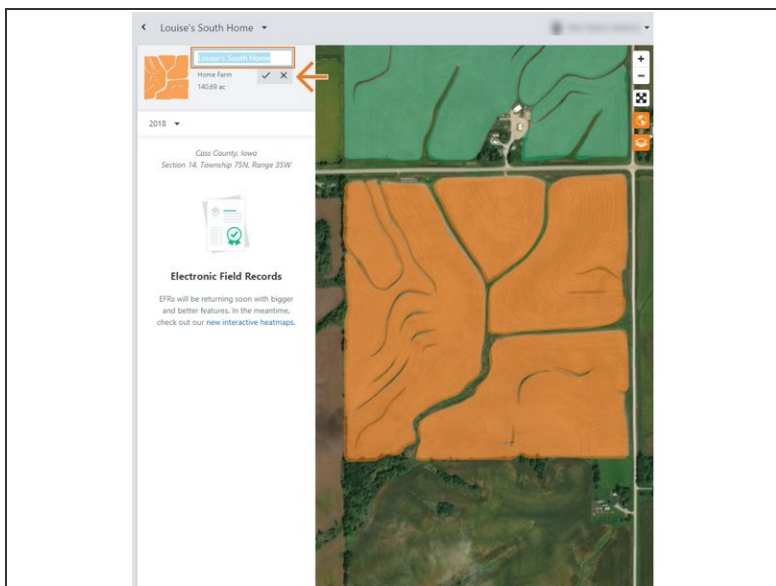 Louise's South Home
Louise's South Home
Home Farm
140.69 ac
2018
Cass County, Iowa
Section 14, Township 75N, Range 35W
Electronic Field Records
EFRs will be returning soon with bigger
and better features. In the meantime,
check out our new interactive heatmaps.